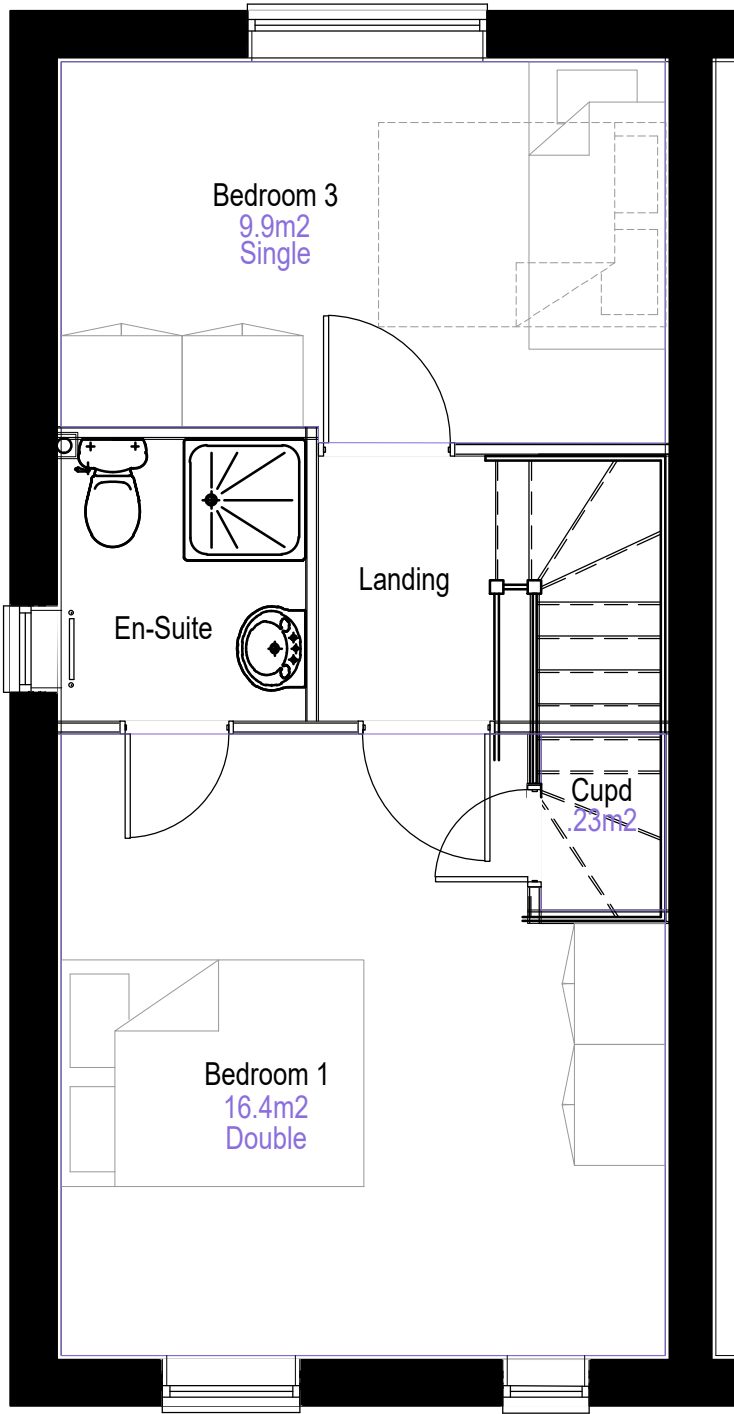 Bedroom 3
9.9m2
Single
Landing
En-Suite
Cupd
.23m2
Bedroom 1
16.4m2
Double